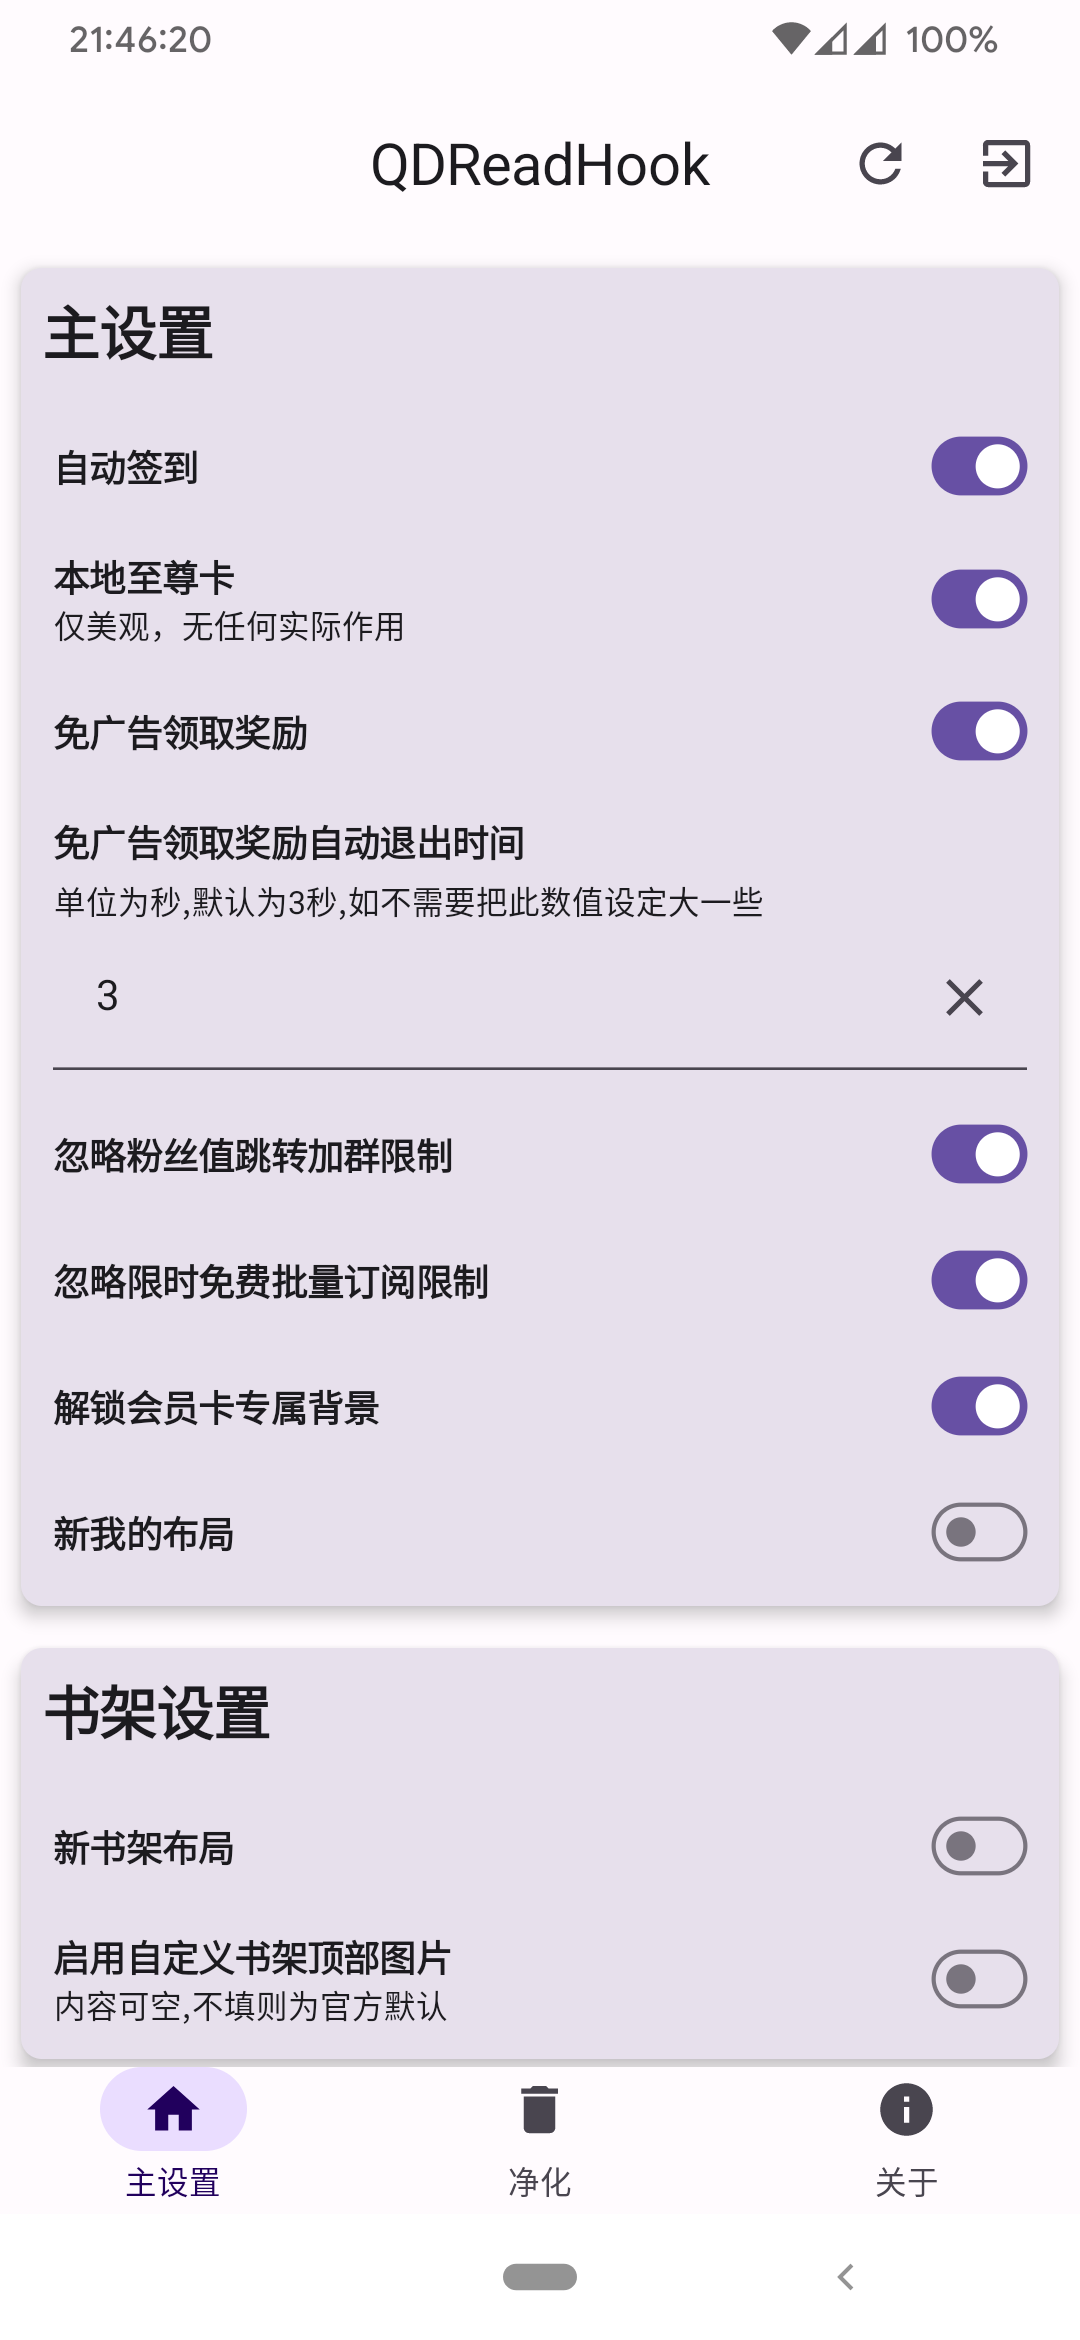 21:46:20
100%
QDReadHook
主设置
自动签到
本地至尊卡
仅美观，无任何实际作用
免广告领取奖励
免广告领取奖励自动退出时间
单位为秒,默认为3秒,如不需要把此数值设定大一些
3
忽略粉丝值跳转加群限制
忽略限时免费批量订阅限制
解锁会员卡专属背景
新我的布局
书架设置
新书架布局
启用自定义书架顶部图片
内容可空,不填则为官方默认
主设置
净化
关于